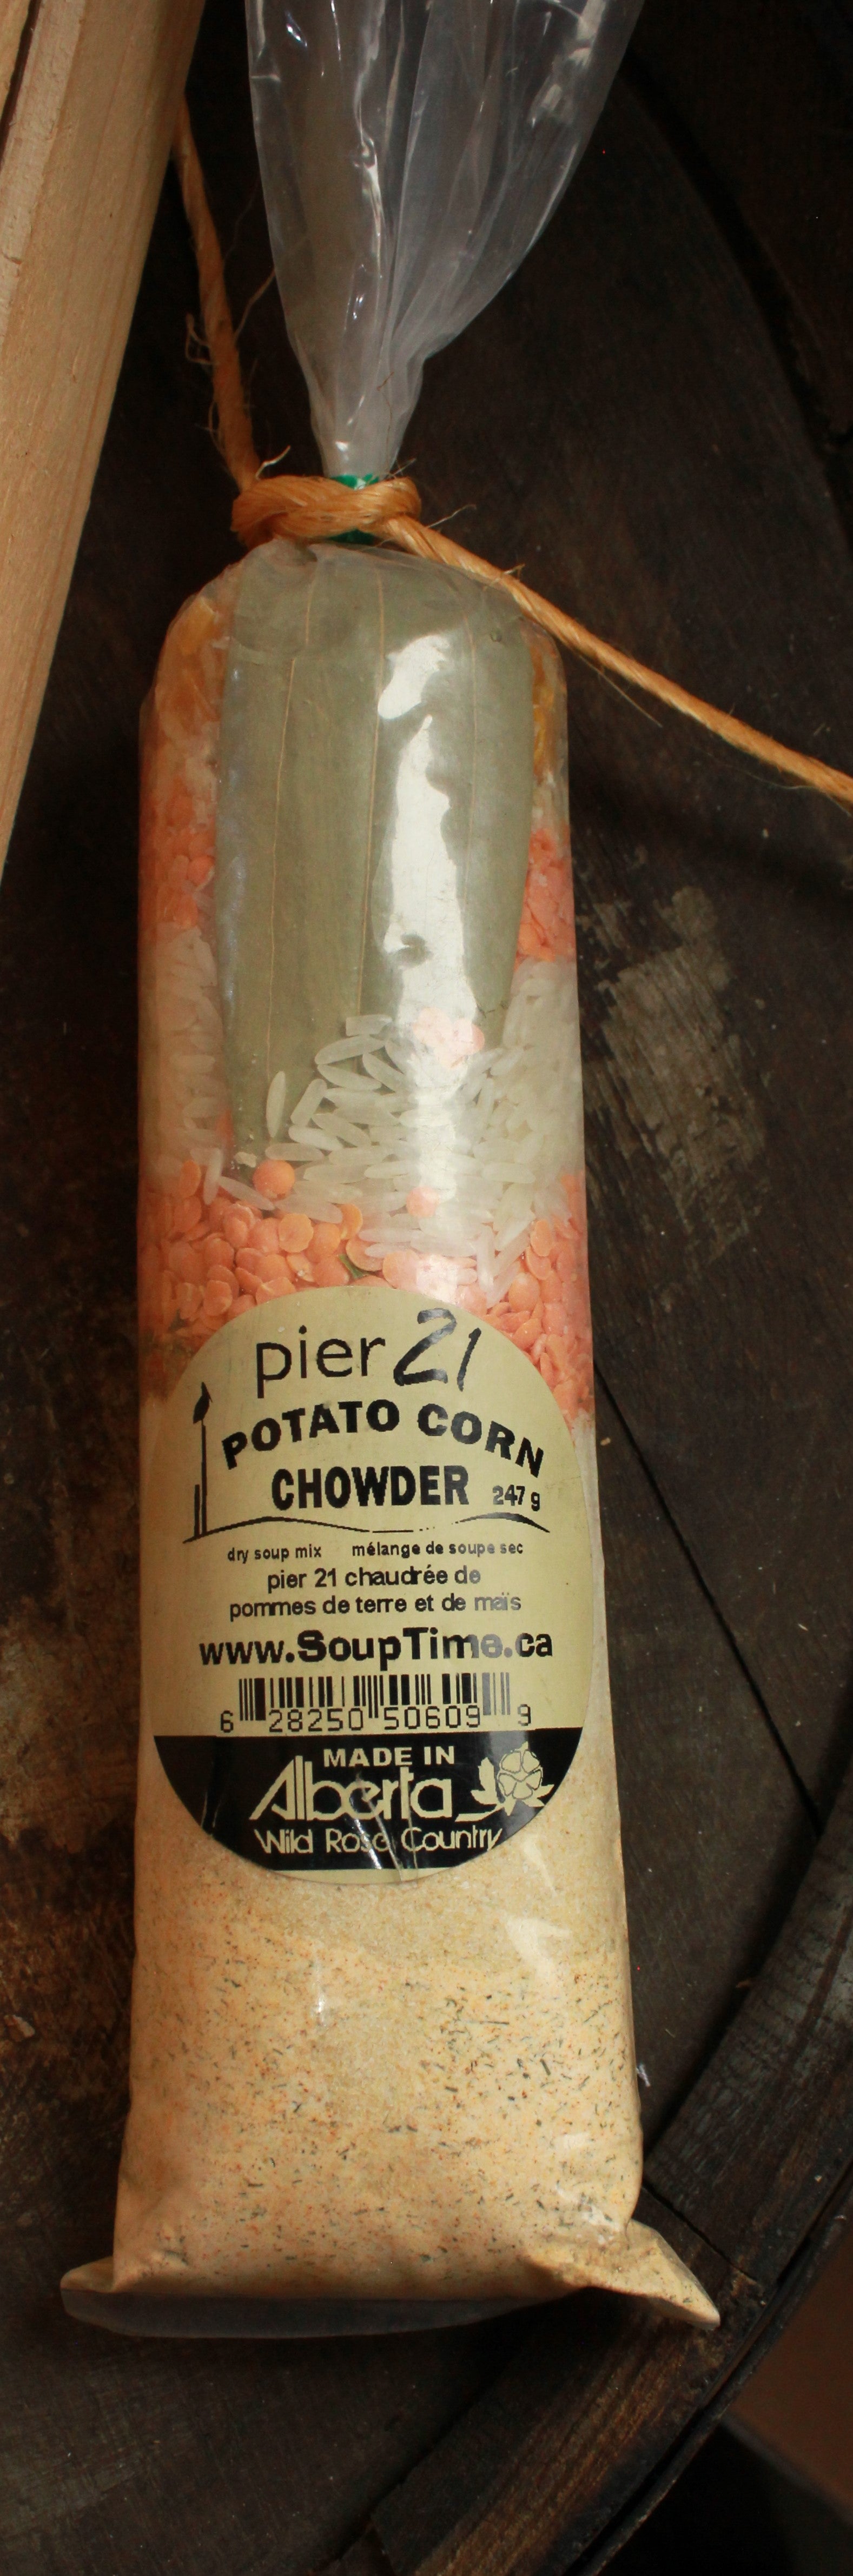 pier 21
POTATO CORN
CHOWDER 247 g
dry soup mix mélange de soupe sec
pier 21 chaudrée de
pommes de terre et de maïs
www.SoupTime.ca
6 28250 50609 9
MADE IN
Alberta
Wild Rose Country